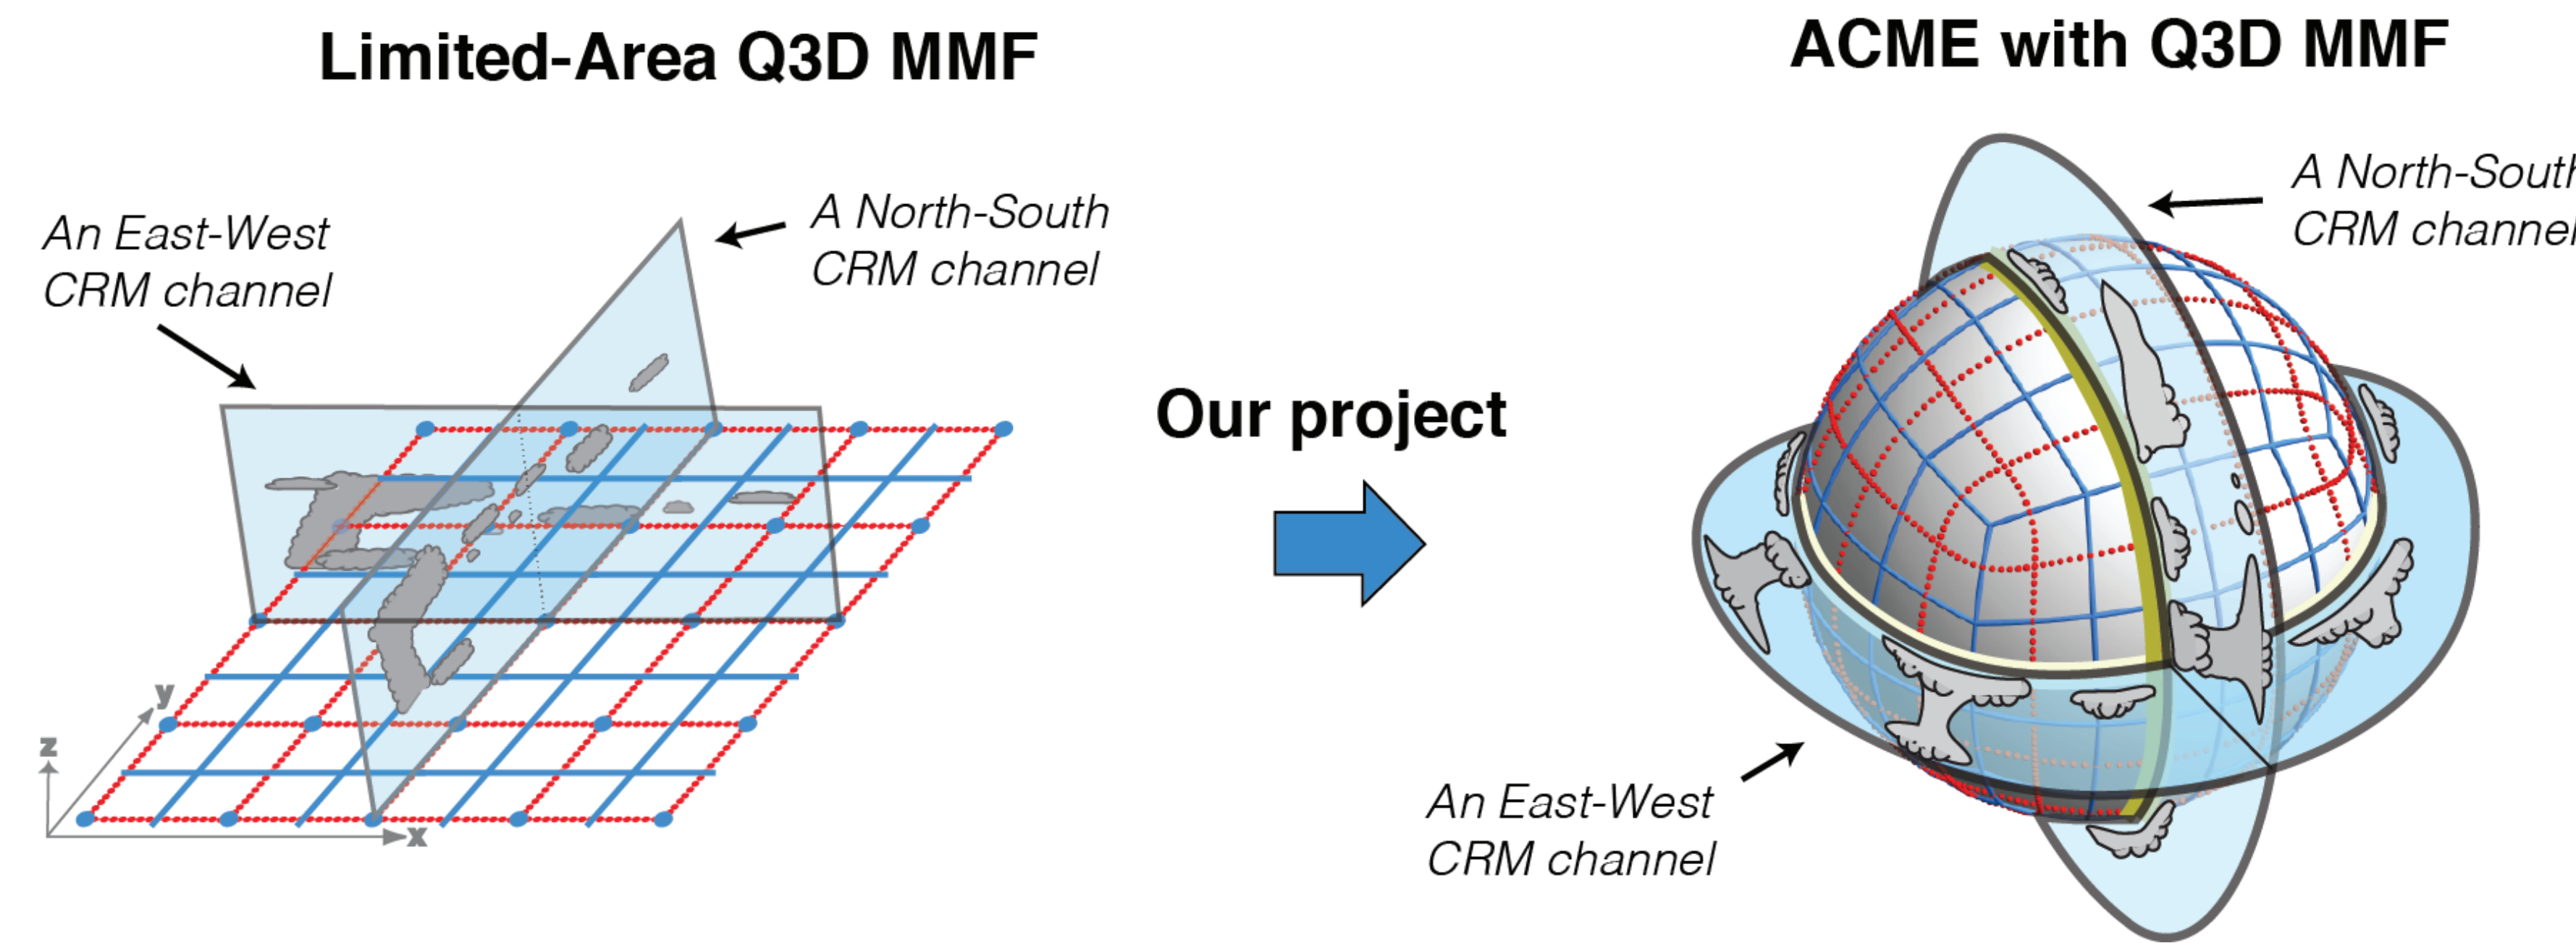 Limited-Area Q3D MMF
ACME with Q3D MMF
An East-West
CRM channel
A North-South
CRM channel
A North-South
CRM channel
Our project
An East-West
CRM channel
z
y
x